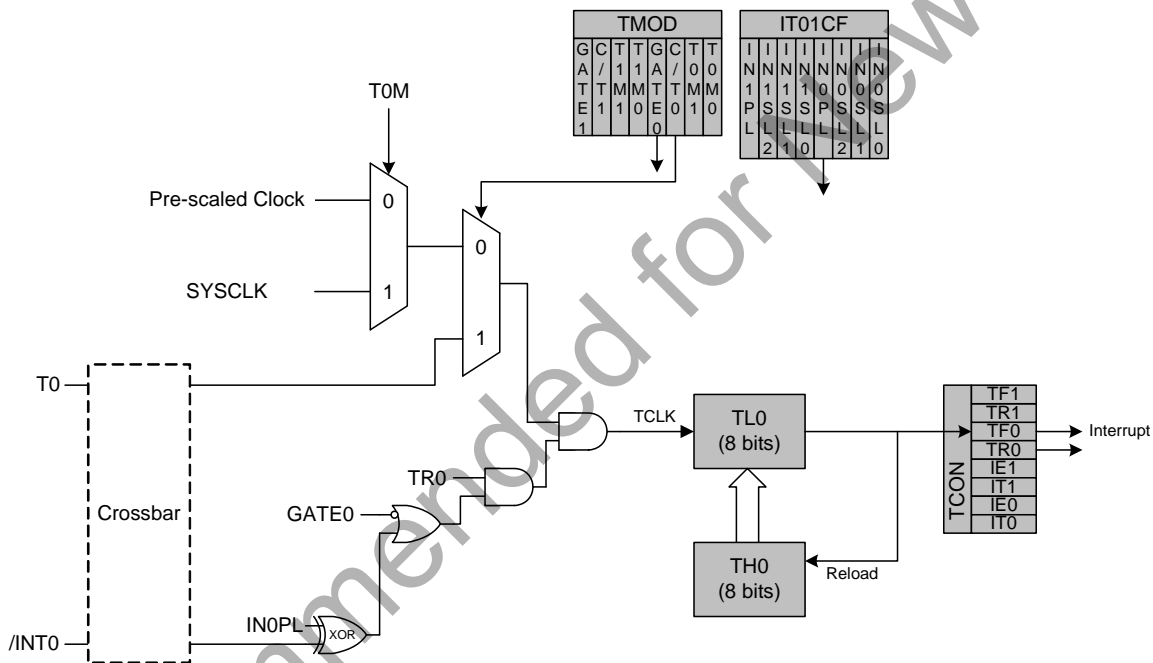 TMOD
GATE1
C/T1
T1M1
T1M0
GATE0
C/T0
T0M1
T0M0
IT01CF
IN1PL
IN1SL2
IN1SL1
IN1SL0
IN0PL
IN0SL2
IN0SL1
IN0SL0
T0M
Pre-scaled Clock
0
SYSCLK
1
0
1
T0
Crossbar
/INT0
TR0
GATE0
IN0PL
XOR
TCLK
TL0
(8 bits)
TH0
(8 bits)
Reload
TCON
TF1
TR1
TF0
TR0
IE1
IT1
IE0
IT0
Interrupt
mmended for New